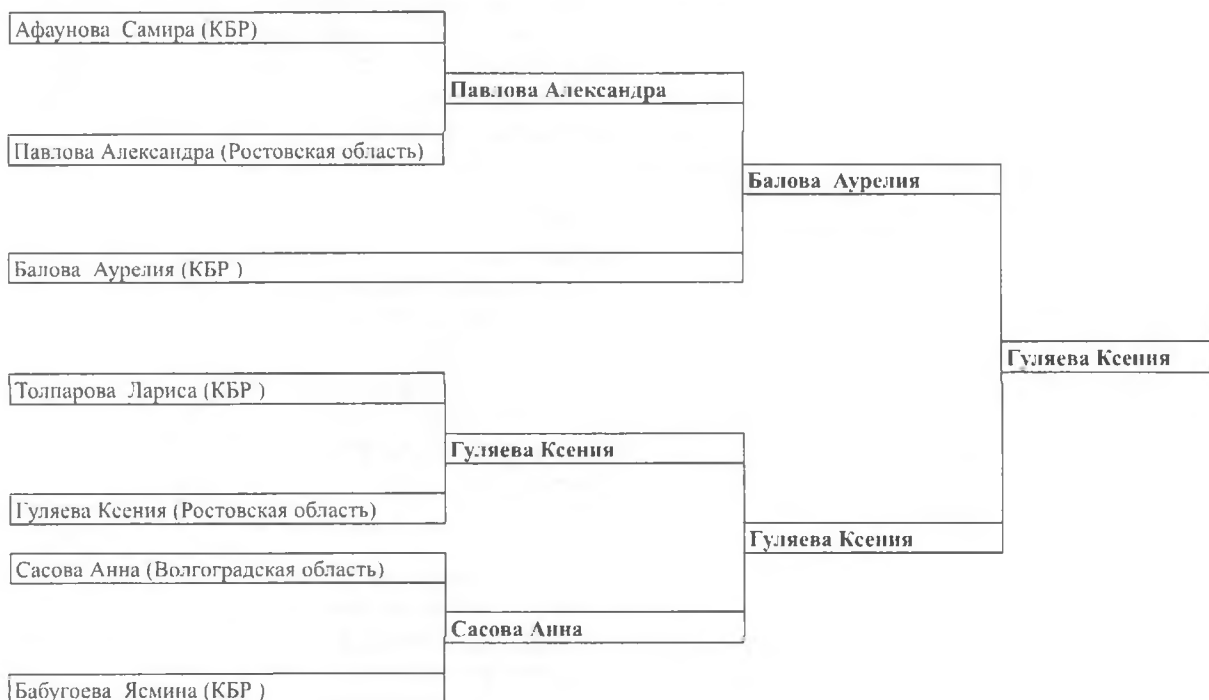 Афаунова Самира (КБР)
Павлова Александра
Павлова Александра (Ростовская область)
Балова Аурелия
Балова Аурелия (КБР )
Гуляева Ксения
Толпарова Лариса (КБР )
Гуляева Ксения
Гуляева Ксения (Ростовская область)
Гуляева Ксения
Сасова Анна (Волгоградская область)
Сасова Анна
Бабугоева Ясмина (КБР )